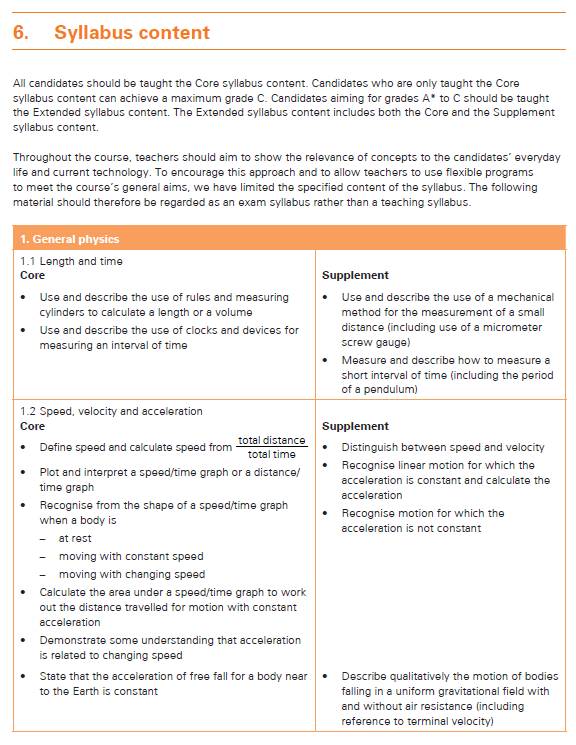 6. Syllabus content
All candidates should be taught the Core syllabus content. Candidates who are only taught the Core
syllabus content can achieve a maximum grade C. Candidates aiming for grades A* to C should be taught
the Extended syllabus content. The Extended syllabus content includes both the Core and the Supplement
syllabus content.
Throughout the course, teachers should aim to show the relevance of concepts to the candidates' everyday
life and current technology. To encourage this approach and to allow teachers to use flexible programs
to meet the course's general aims, we have limited the specified content of the syllabus. The following
material should therefore be regarded as an exam syllabus rather than a teaching syllabus.
1. General physics
1.1 Length and time
Core
• Use and describe the use of rules and measuring
cylinders to calculate a length or a volume
• Use and describe the use of clocks and devices for
measuring an interval of time
Supplement
• Use and describe the use of a mechanical
method for the measurement of a small
distance (including use of a micrometer
screw gauge)
• Measure and describe how to measure a
short interval of time (including the period
of a pendulum)
1.2 Speed, velocity and acceleration
Core
• Define speed and calculate speed from total distance
total time
• Plot and interpret a speed/time graph or a distance/
time graph
• Recognise from the shape of a speed/time graph
when a body is
– at rest
– moving with constant speed
– moving with changing speed
• Calculate the area under a speed/time graph to work
out the distance travelled for motion with constant
acceleration
• Demonstrate some understanding that acceleration
is related to changing speed
• State that the acceleration of free fall for a body near
to the Earth is constant
Supplement
• Distinguish between speed and velocity
• Recognise linear motion for which the
acceleration is constant and calculate the
acceleration
• Recognise motion for which the
acceleration is not constant
• Describe qualitatively the motion of bodies
falling in a uniform gravitational field with
and without air resistance (including
reference to terminal velocity)